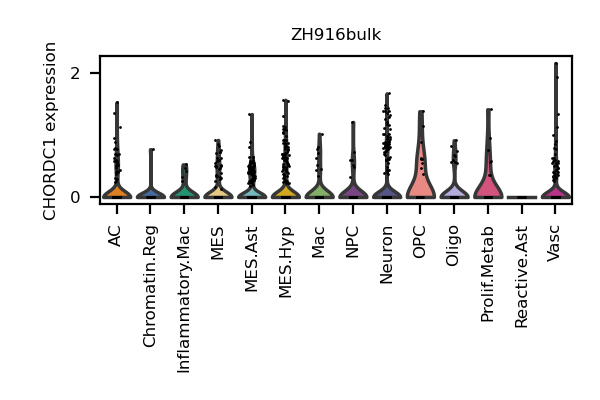 ZH916bulk
CHORDC1 expression
2
0
AC
Chromatin.Reg
Inflammatory.Mac
MES
MES.Ast
MES.Hyp
Mac
NPC
Neuron
OPC
Oligo
Prolif.Metab
Reactive.Ast
Vasc